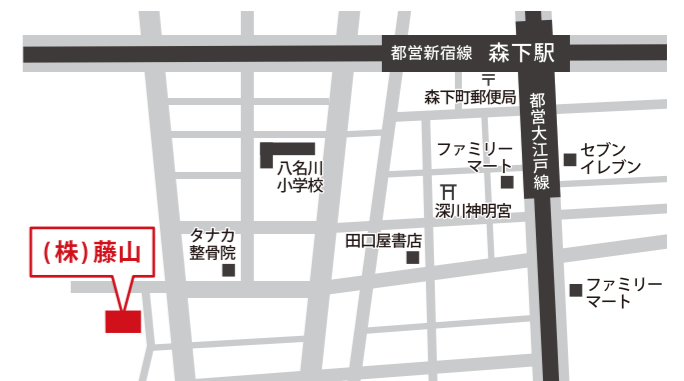 都営新宿線 森下駅
〒
森下町郵便局
都営大江戸線
ファミリー
マート
セブン
イレブン
八名川
小学校
深川神明宮
タナカ
整骨院
田口屋書店
(株)藤山
ファミリー
マート